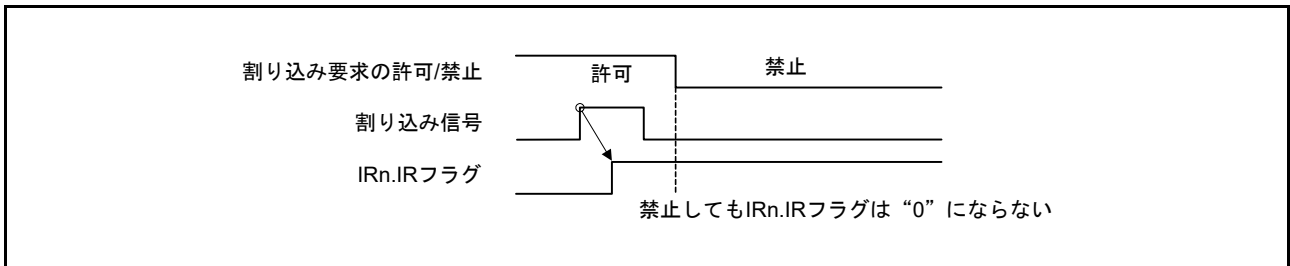 割り込み要求の許可/禁止
許可
禁止
割り込み信号
IRn.IRフラグ
禁止してもIRn.IRフラグは“0”にならない